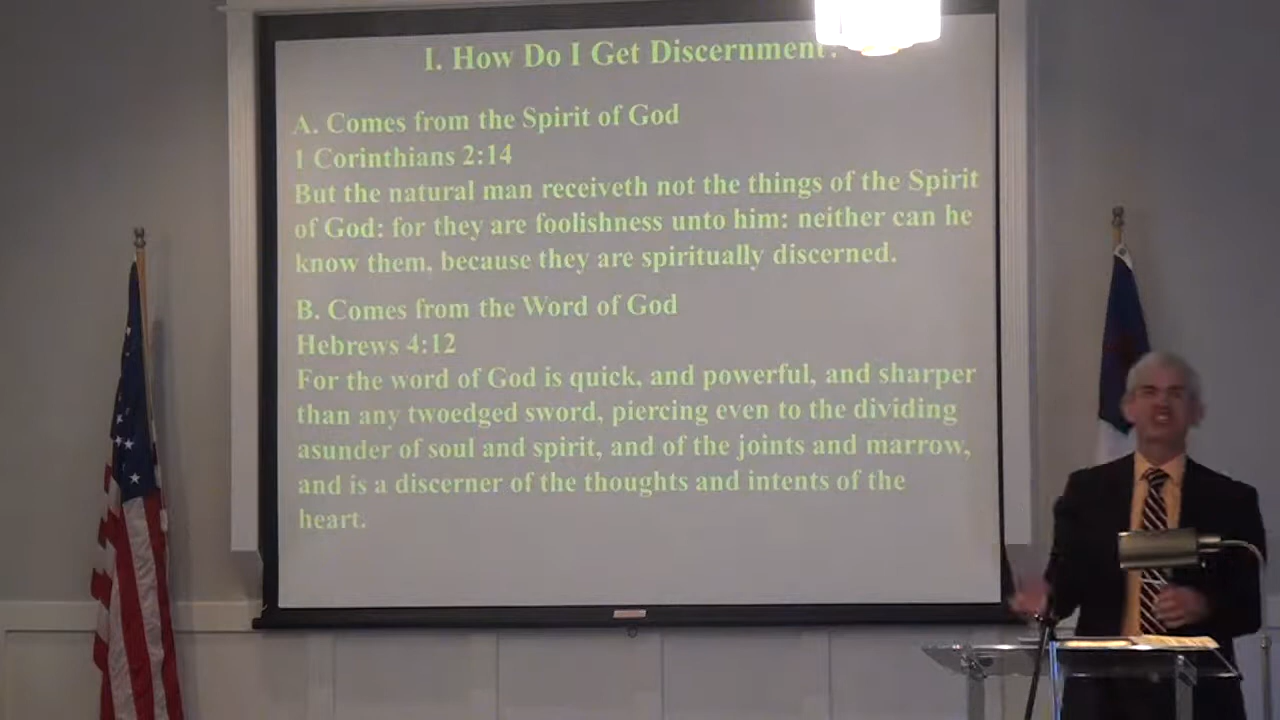 I. How Do I Get Discernment?
A. Comes from the Spirit of God
1 Corinthians 2:14
But the natural man receiveth not the things of the Spirit
of God: for they are foolishness unto him: neither can he
know them, because they are spiritually discerned.
B. Comes from the Word of God
Hebrews 4:12
For the word of God is quick, and powerful, and sharper
than any twoedged sword, piercing even to the dividing
asunder of soul and spirit, and of the joints and marrow,
and is a discerner of the thoughts and intents of the
heart.